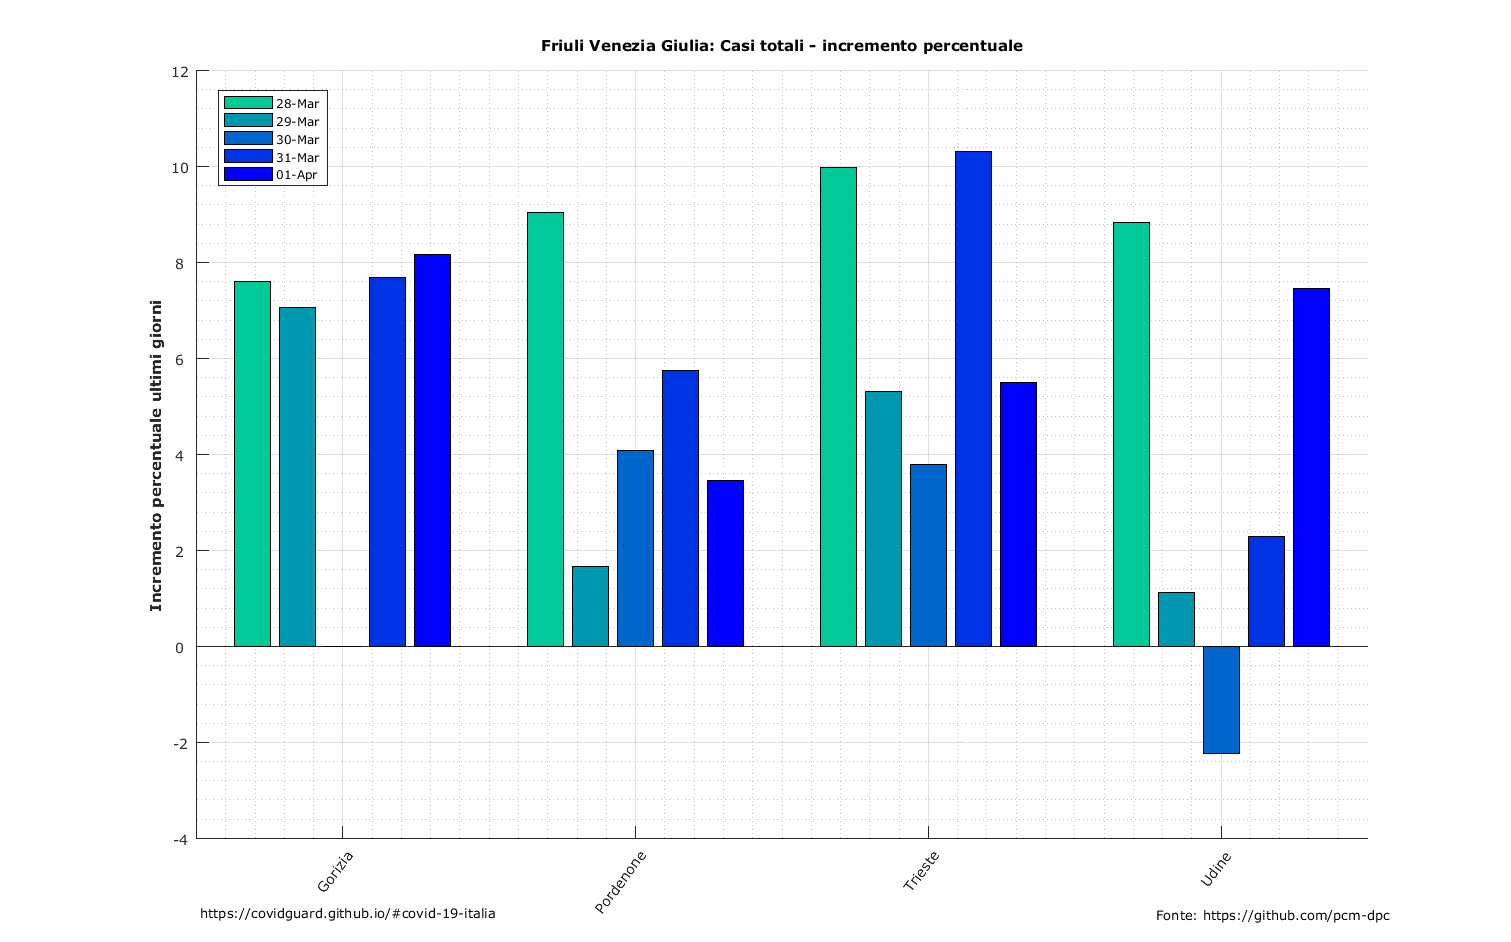 Friuli Venezia Giulia: Casi totali - incremento percentuale
12
10
8
6
4
2
0
-2
-4
28-Mar
29-Mar
30-Mar
31-Mar
01-Apr
Incremento percentuale ultimi giorni
Gorizia
Pordenone
Trieste
Udine
https://covidguard.github.io/#covid-19-italia
Fonte: https://github.com/pcm-dpc